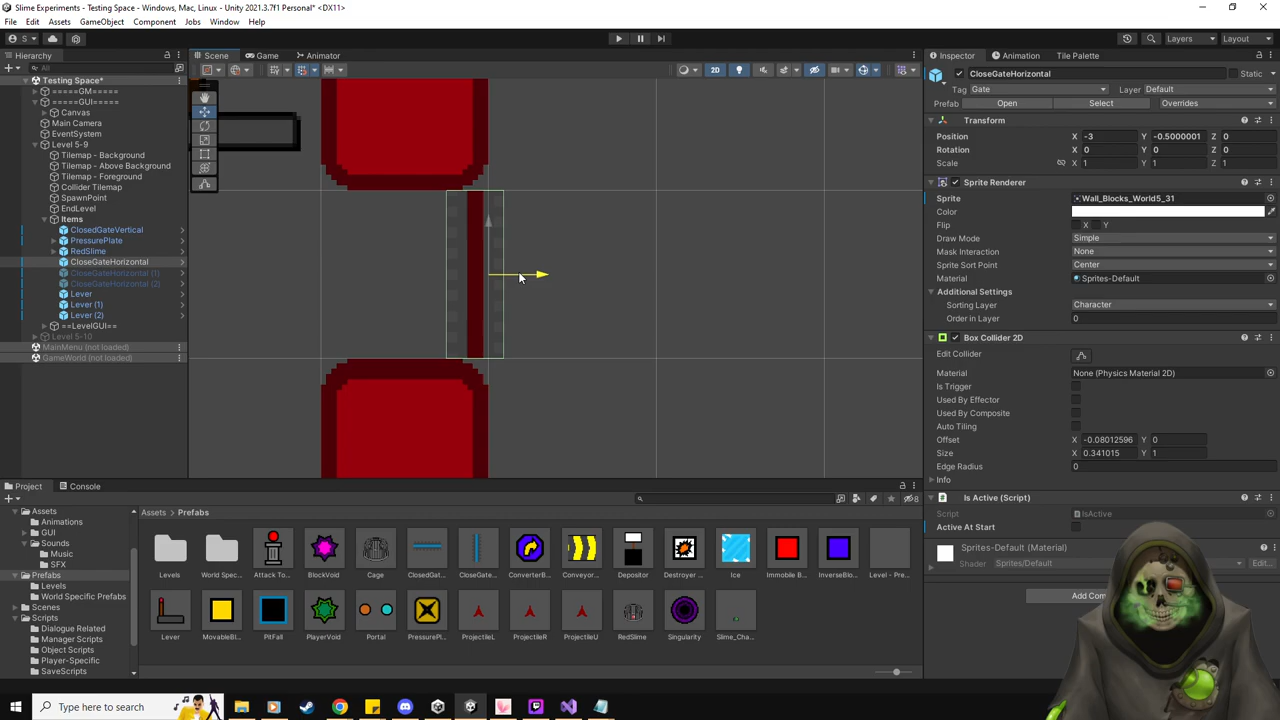 Slime Experiments - Testing Space - Windows, Mac, Linux - Unity 2021.3.7f1 Personal* <DX11>
File Edit Assets GameObject Component Jobs Window Help
S Layers Layout
Hierarchy Scene Game Animator Inspector Animation Tile Palette
All
Testing Space*
=====GM=====
=====GUI=====
Canvas
Main Camera
EventSystem
Level 5-9
Tilemap - Background
Tilemap - Above Background
Tilemap - Foreground
Collider Tilemap
SpawnPoint
EndLevel
Items
ClosedGateVertical
PressurePlate
RedSlime
CloseGateHorizontal
CloseGateHorizontal (1)
CloseGateHorizontal (2)
Lever
Lever (1)
Lever (2)
==LevelGUI==
Level 5-10
MainMenu (not loaded)
GameWorld (not loaded)
2D
CloseGateHorizontal Static
Tag Gate Layer Default
Prefab Open Select Overrides
Transform
Position X -3 Y -0.5000001 Z 0
Rotation X 0 Y 0 Z 0
Scale X 1 Y 1 Z 1
Sprite Renderer
Sprite Wall_Blocks_World5_31
Color
Flip X Y
Draw Mode Simple
Mask Interaction None
Sprite Sort Point Center
Material Sprites-Default
Additional Settings
Sorting Layer Character
Order in Layer 0
Box Collider 2D
Edit Collider
Material None (Physics Material 2D)
Is Trigger
Used By Effector
Used By Composite
Auto Tiling
Offset X -0.08012596 Y 0
Size X 0.341015 Y 1
Edge Radius 0
Info
Is Active (Script)
Script IsActive
Active At Start
Sprites-Default (Material)
Shader Sprites/Default Edit...
Add Com
Project Console
8
Assets
Animations
GUI
Sounds
Music
SFX
Prefabs
Levels
World Specific Prefabs
Scenes
Scripts
Dialogue Related
Manager Scripts
Object Scripts
Player-Specific
SaveScripts
Assets > Prefabs
Levels World Spec... Attack To... BlockVoid Cage ClosedGat... CloseGate... ConverterB... Conveyor... Depositor Destroyer ... Ice Immobile B... InverseBlo... Level - Pre...
Lever MovableBl... PitFall PlayerVoid Portal PressurePl... ProjectileL ProjectileR ProjectileU RedSlime Singularity Slime_Cha...
Type here to search